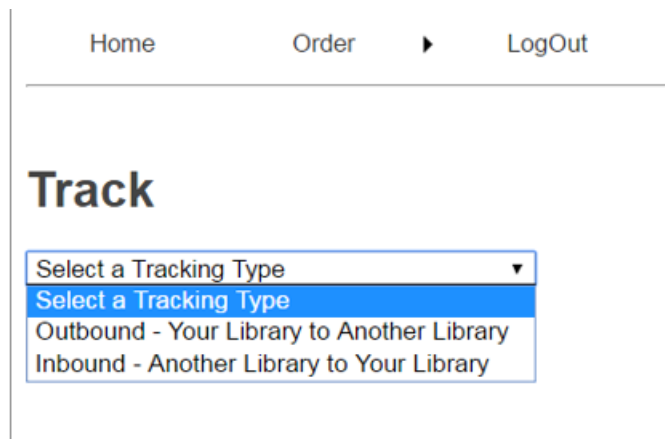 Home Order LogOut
Track
Select a Tracking Type
Select a Tracking Type
Outbound - Your Library to Another Library
Inbound - Another Library to Your Library